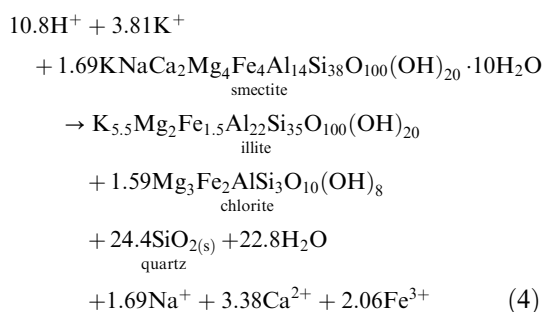 10.8H⁺ + 3.81K⁺
+ 1.69KNaCa₂Mg₄Fe₄Al₁₄Si₃₈O₁₀₀(OH)₂₀ · 10H₂O
smectite
→ K₅.₅Mg₂Fe₁.₅Al₂₂Si₃₅O₁₀₀(OH)₂₀
illite
+ 1.59Mg₃Fe₂AlSi₃O₁₀(OH)₈
chlorite
+ 24.4SiO₂₍ₛ₎ +22.8H₂O
quartz
+1.69Na⁺ + 3.38Ca²⁺ + 2.06Fe³⁺ (4)